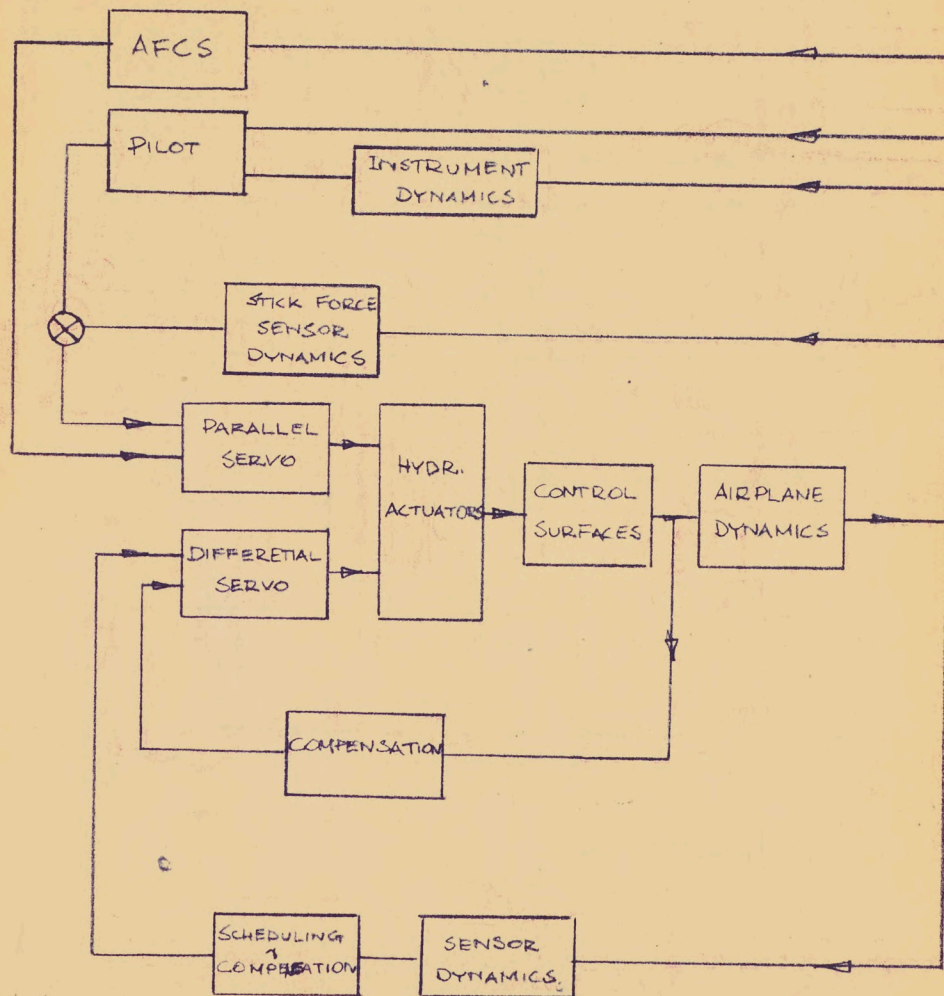 AFCS
PILOT
INSTRUMENT
DYNAMICS
STICK FORCE
SENSOR
DYNAMICS
PARALLEL
SERVO
HYDR.
ACTUATORS
CONTROL
SURFACES
AIRPLANE
DYNAMICS
DIFFERETIAL
SERVO
COMPENSATION
SCHEDULING
+
COMPESATION
SENSOR
DYNAMICS.